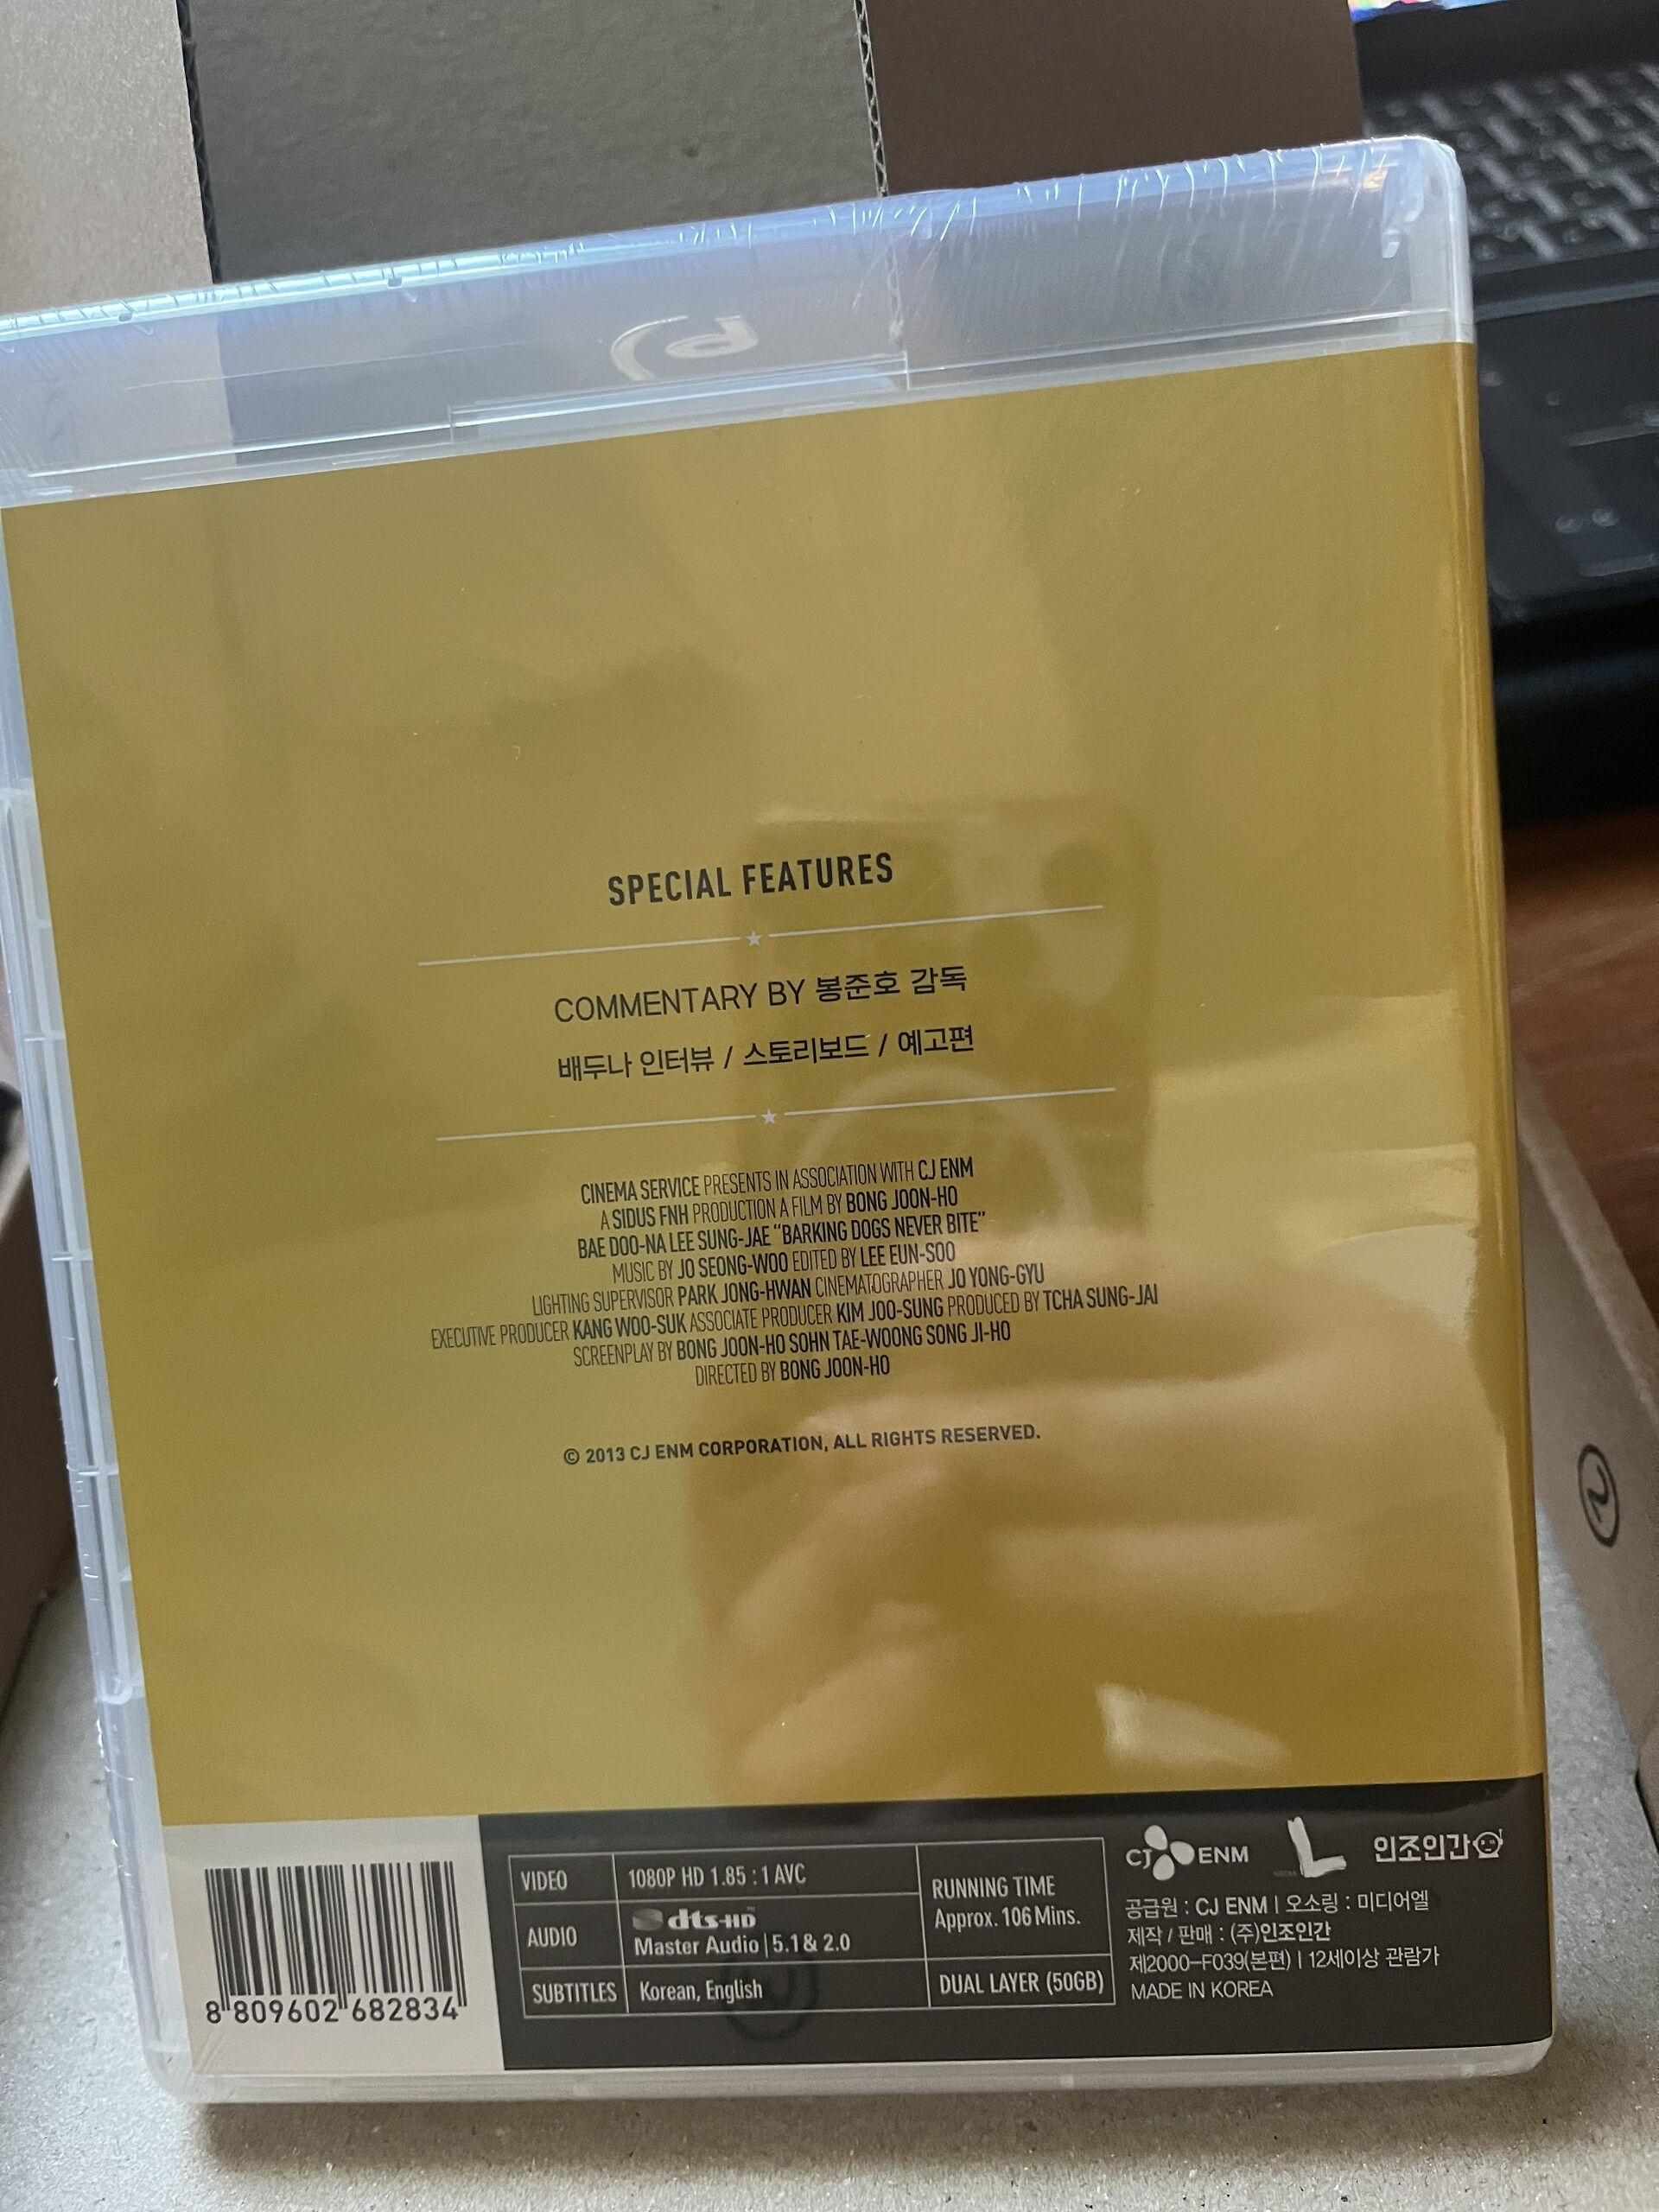 SPECIAL FEATURES
COMMENTARY BY 봉준호 감독
배두나 인터뷰 / 스토리보드 / 예고편
CINEMA SERVICE PRESENTS IN ASSOCIATION WITH CJ ENM
A SIDUS FNH PRODUCTION A FILM BY BONG JOON-HO
BAE DOO-NA LEE SUNG-JAE “BARKING DOGS NEVER BITE”
MUSIC BY JO SEONG-WOO EDITED BY LEE EUN-SOO
LIGHTING SUPERVISOR PARK JONG-HWAN CINEMATOGRAPHER JO YONG-GYU
EXECUTIVE PRODUCER KANG WOO-SUK ASSOCIATE PRODUCER KIM JOO-SUNG PRODUCED BY TCHA SUNG-JAI
SCREENPLAY BY BONG JOON-HO SOHN TAE-WOONG SONG JI-HO
DIRECTED BY BONG JOON-HO
© 2013 CJ ENM CORPORATION, ALL RIGHTS RESERVED.
8 809602 682834
VIDEO 1080P HD 1.85 : 1 AVC
AUDIO dts-HD™
Master Audio | 5.1 & 2.0
SUBTITLES Korean, English
RUNNING TIME
Approx. 106 Mins.
DUAL LAYER (50GB)
CJ ENM L 인조인간
공급원 : CJ ENM | 오소링 : 미디어엘
제작 / 판매 : (주)인조인간
제2000-F039(본편) | 12세이상 관람가
MADE IN KOREA